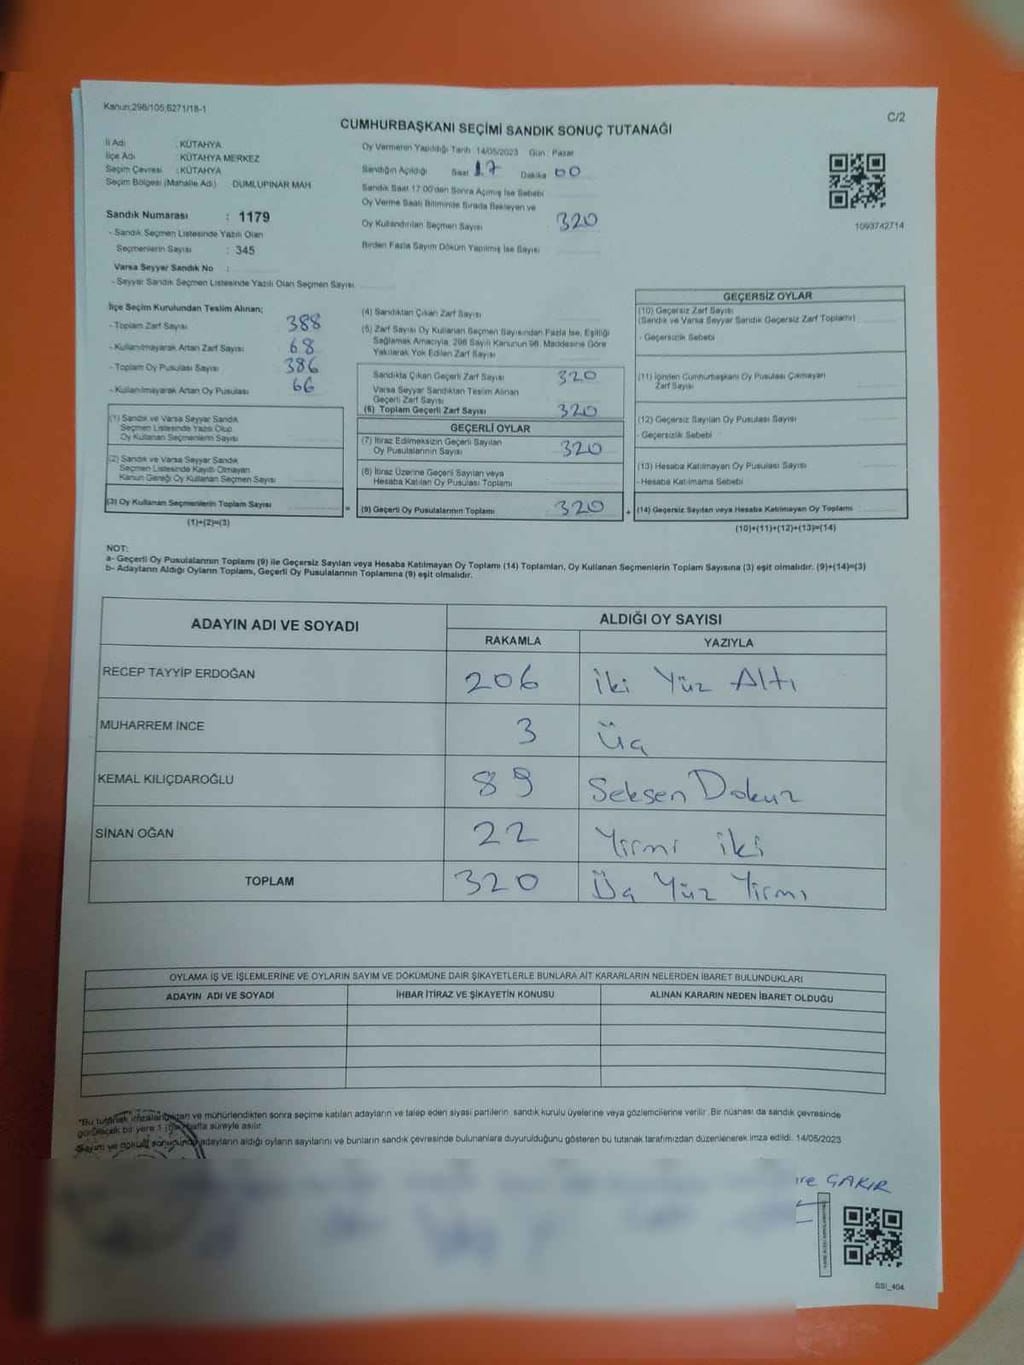 Kanun:298/105;6271/18-1
C/2
CUMHURBAŞKANI SEÇİMİ SANDIK SONUÇ TUTANAĞI
İl Adı : KÜTAHYA
İlçe Adı : KÜTAHYA MERKEZ
Seçim Çevresi : KÜTAHYA
Seçim Bölgesi (Mahalle Adı) DUMLUPINAR MAH
Sandık Numarası : 1179
- Sandık Seçmen Listesinde Yazılı Olan
Seçmenlerin Sayısı : 345
Varsa Seyyar Sandık No :
- Seyyar Sandık Seçmen Listesinde Yazılı Olan Seçmen Sayısı
Oy Vermenin Yapıldığı Tarih :14/05/2023 Gün : Pazar
Sandığın Açıldığı Saat 17 Dakika 00
Sandık Saat 17.00'den Sonra Açılmış İse Sebebi
Oy Verme Saati Bitiminde Sırada Bekleyen ve
Oy Kullandırılan Seçmen Sayısı 320
Birden Fazla Sayım Döküm Yapılmış İse Sayısı
1093742714
İlçe Seçim Kurulundan Teslim Alınan;
- Toplam Zarf Sayısı 388
- Kullanılmayarak Artan Zarf Sayısı 68
- Toplam Oy Pusulası Sayısı 386
- Kullanılmayarak Artan Oy Pusulası 66
(1) Sandık ve Varsa Seyyar Sandık
Seçmen Listesinde Yazılı Olup
Oy Kullanan Seçmenlerin Sayısı
(2) Sandık ve Varsa Seyyar Sandık
Seçmen Listesinde Kayıtlı Olmayan
Kanun Gereği Oy Kullanan Seçmen Sayısı
(3) Oy Kullanan Seçmenlerin Toplam Sayısı
(1)+(2)=(3)
(4) Sandıktan Çıkan Zarf Sayısı
(5) Zarf Sayısı Oy Kullanan Seçmen Sayısından Fazla İse, Eşitliği
Sağlamak Amacıyla, 298 Sayılı Kanunun 98. Maddesine Göre
Yakılarak Yok Edilen Zarf Sayısı
Sandıkta Çıkan Geçerli Zarf Sayısı 320
Varsa Seyyar Sandıktan Teslim Alınan
Geçerli Zarf Sayısı
(6) Toplam Geçerli Zarf Sayısı 320
GEÇERLİ OYLAR
(7) İtiraz Edilmeksizin Geçerli Sayılan
Oy Pusulalarının Sayısı 320
(8) İtiraz Üzerine Geçerli Sayılan veya
Hesaba Katılan Oy Pusulası Toplamı
= (9) Geçerli Oy Pusulalarının Toplamı 320
GEÇERSİZ OYLAR
(10) Geçersiz Zarf Sayısı
(Sandık ve Varsa Seyyar Sandık Geçersiz Zarf Toplamı)
- Geçersizlik Sebebi
(11) İçinden Cumhurbaşkanı Oy Pusulası Çıkmayan
Zarf Sayısı
(12) Geçersiz Sayılan Oy Pusulası Sayısı
- Geçersizlik Sebebi
(13) Hesaba Katılmayan Oy Pusulası Sayısı
- Hesaba Katılmama Sebebi
+ (14) Geçersiz Sayılan veya Hesaba Katılmayan Oy Toplamı
(10)+(11)+(12)+(13)=(14)
NOT:
a- Geçerli Oy Pusulalarının Toplamı (9) ile Geçersiz Sayılan veya Hesaba Katılmayan Oy Toplamı (14) Toplamları, Oy Kullanan Seçmenlerin Toplam Sayısına (3) eşit olmalıdır. (9)+(14)=(3)
b- Adayların Aldığı Oyların Toplamı, Geçerli Oy Pusulalarının Toplamına (9) eşit olmalıdır.
ADAYIN ADI VE SOYADI
ALDIĞI OY SAYISI
RAKAMLA YAZIYLA
RECEP TAYYİP ERDOĞAN 206 İki Yüz Altı
MUHARREM İNCE 3 Üç
KEMAL KILIÇDAROĞLU 89 Seksen Dokuz
SİNAN OĞAN 22 Yirmi iki
TOPLAM 320 Üç Yüz Yirmi
OYLAMA İŞ VE İŞLEMLERİNE VE OYLARIN SAYIM VE DÖKÜMÜNE DAİR ŞİKAYETLERLE BUNLARA AİT KARARLARIN NELERDEN İBARET BULUNDUKLARI
ADAYIN ADI VE SOYADI İHBAR İTİRAZ VE ŞİKAYETİN KONUSU ALINAN KARARIN NEDEN İBARET OLDUĞU
"Bu tutanak imzalandıktan ve mühürlendikten sonra seçime katılan adayların ve talep eden siyasi partilerin sandık kurulu üyelerine veya gözlemcilerine verilir. Bir nüshası da sandık çevresinde
görülecek bir yere 1 hafta süreyle asılır.
Sayım ve döküm sonucunda adayların aldığı oyların sayılarını ve bunların sandık çevresinde bulunanlara duyurulduğunu gösteren bu tutanak tarafımızdan düzenlenerek imza edildi. 14/05/2023
ÇAKIR
SSI_404